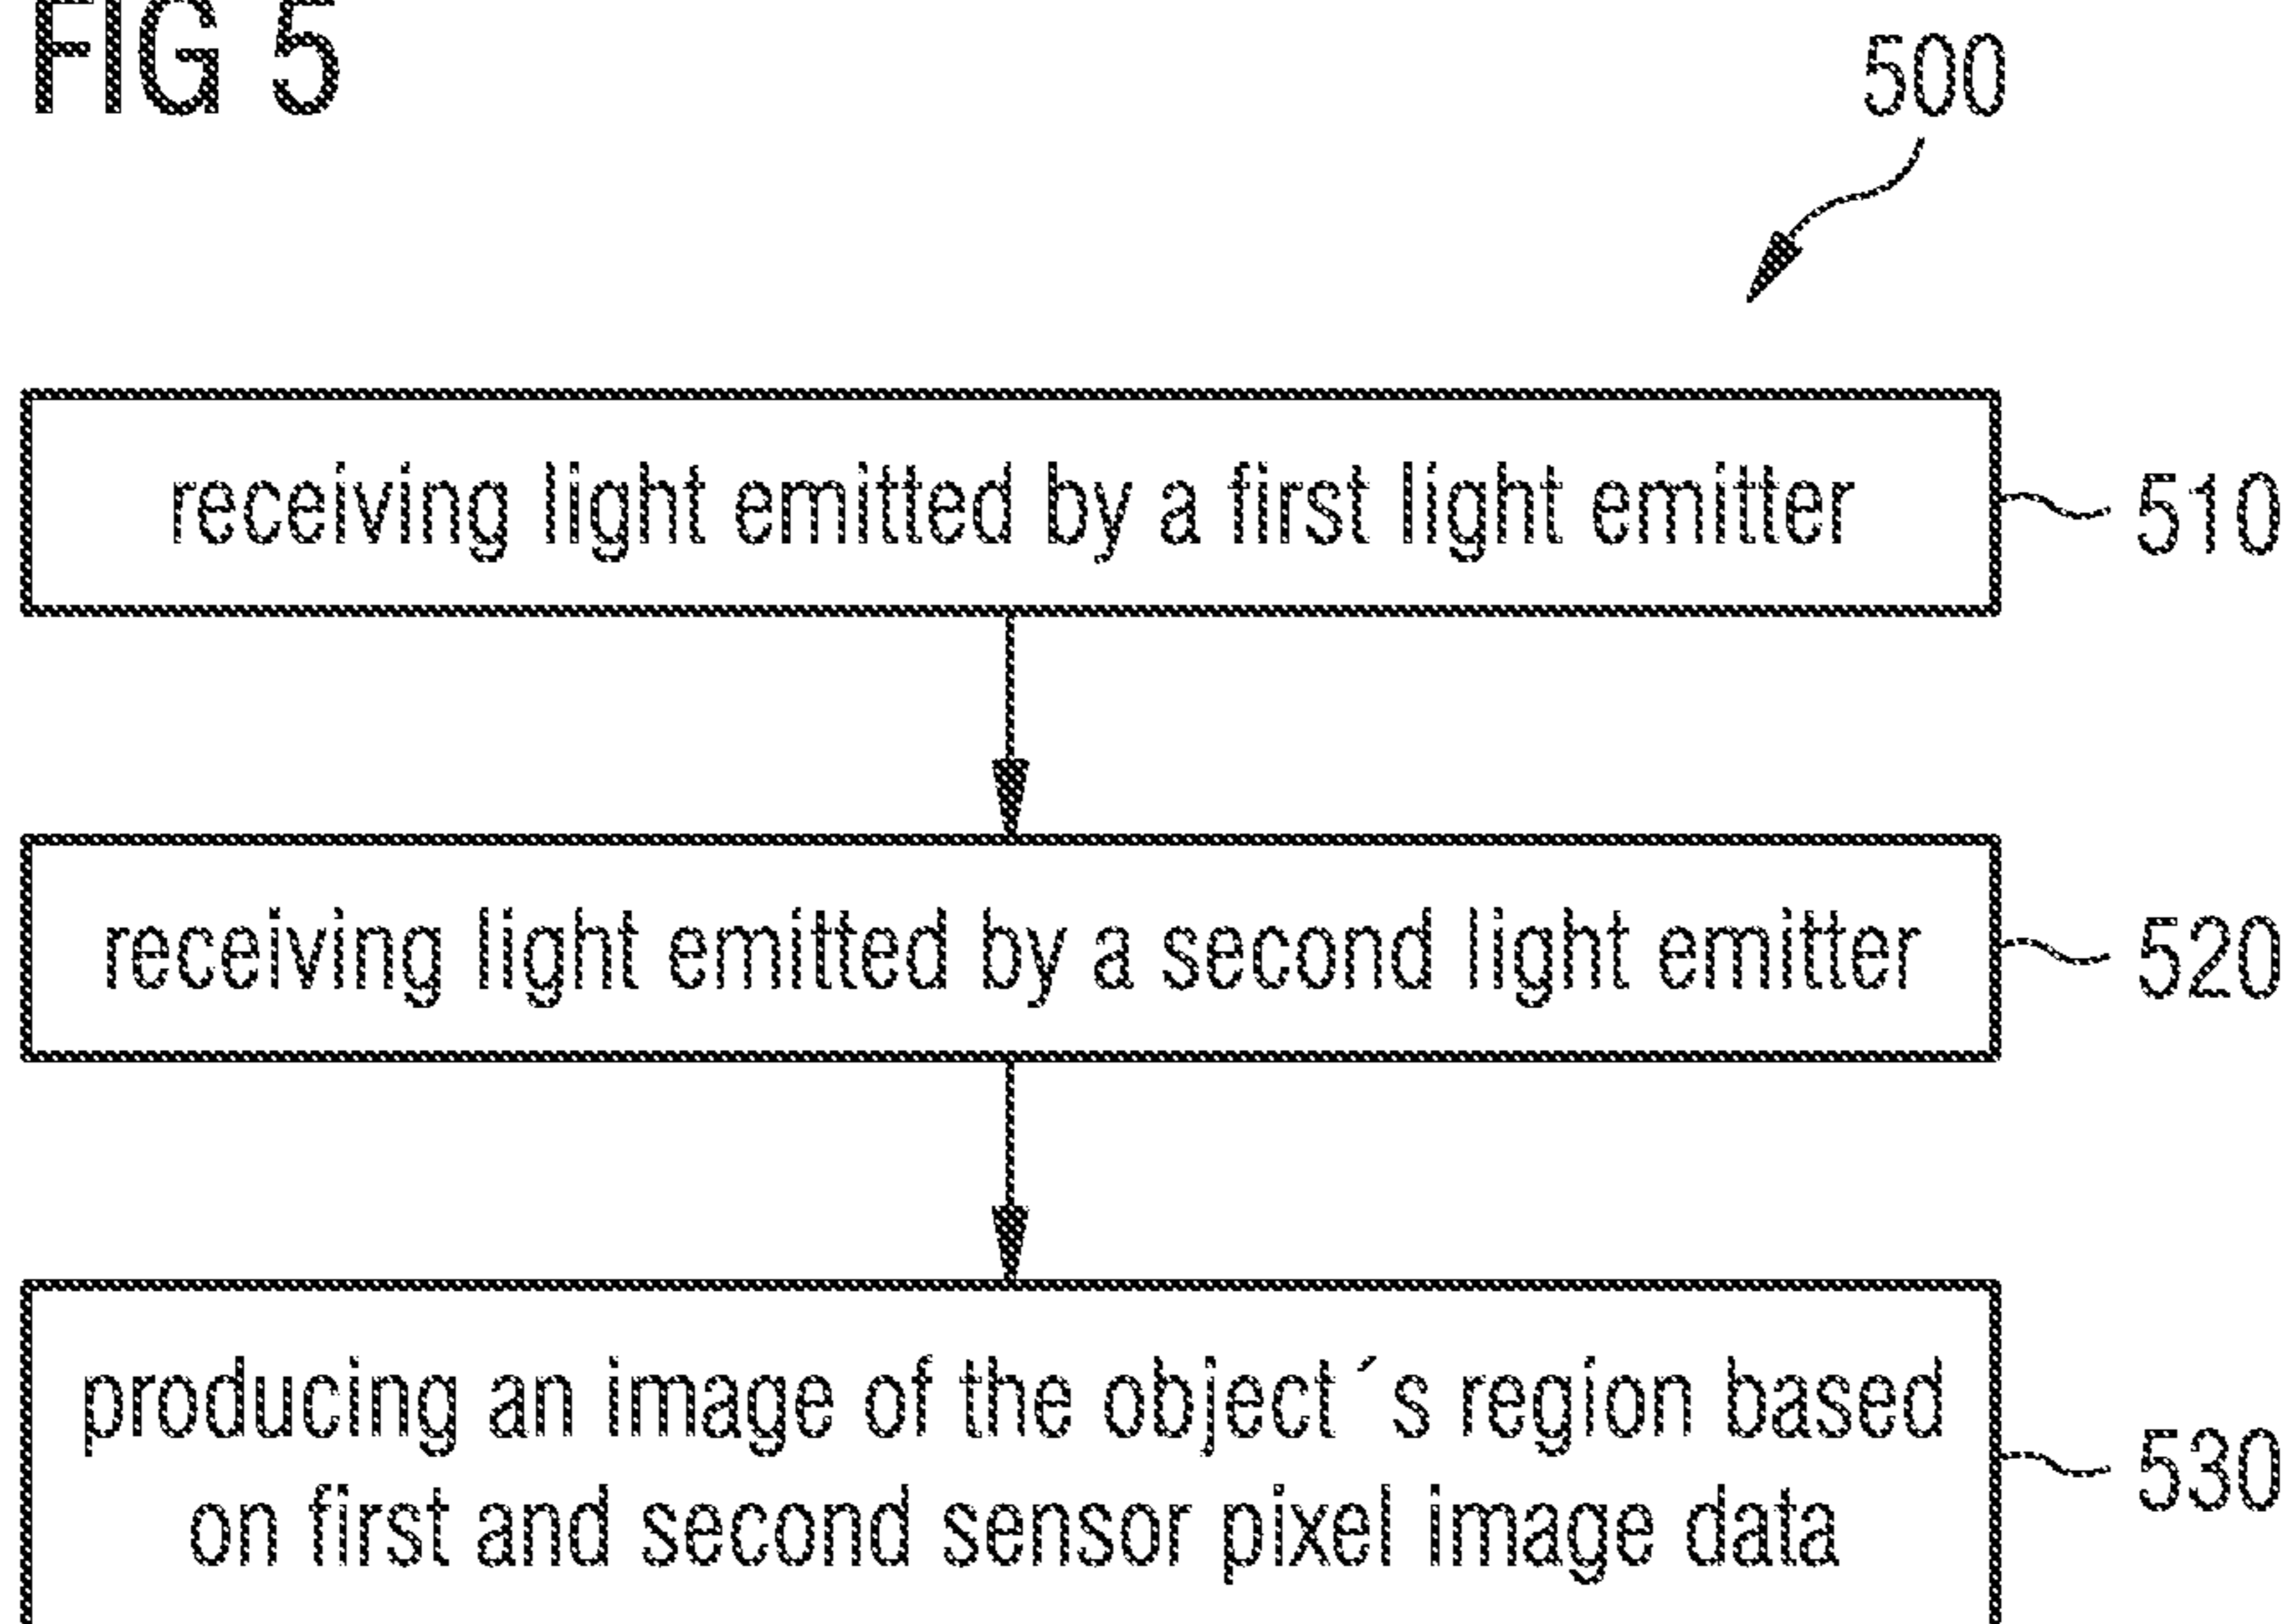 FIG 5
500
receiving light emitted by a first light emitter
510
receiving light emitted by a second light emitter
520
producing an image of the object´s region based
on first and second sensor pixel image data
530